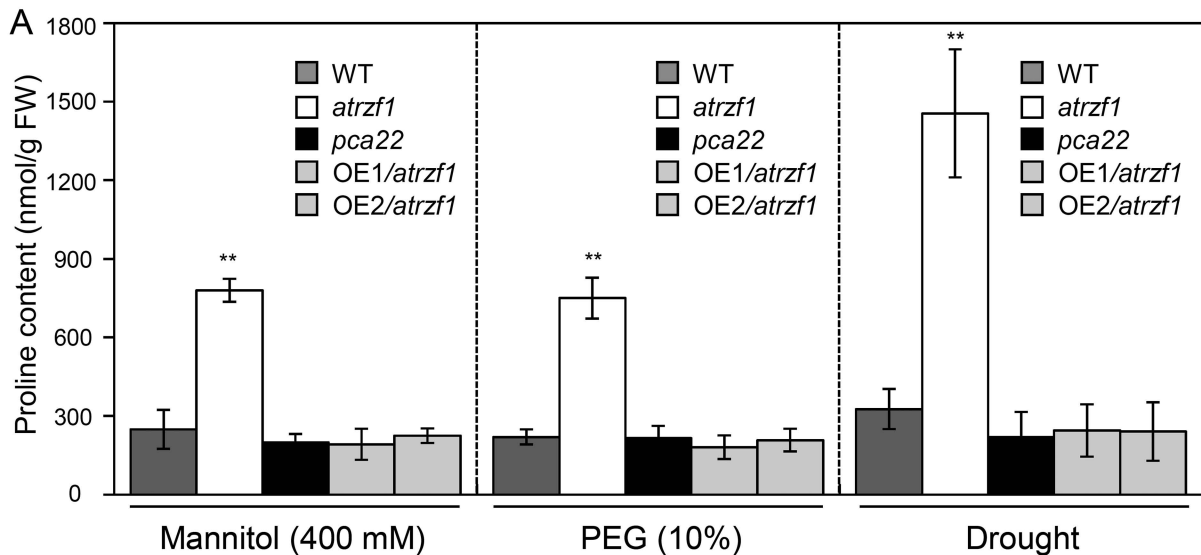 A
Proline content (nmol/g FW)
1800
1500
1200
900
600
300
0
WT
atrzf1
pca22
OE1/atrzf1
OE2/atrzf1
**
Mannitol (400 mM)
WT
atrzf1
pca22
OE1/atrzf1
OE2/atrzf1
**
PEG (10%)
**
WT
atrzf1
pca22
OE1/atrzf1
OE2/atrzf1
Drought